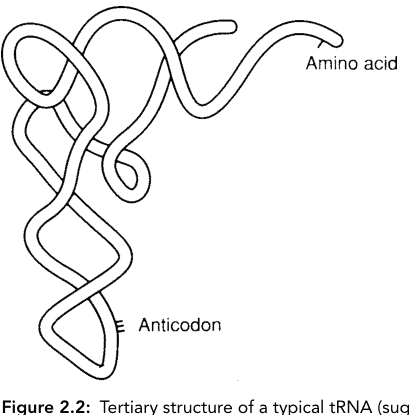 Amino acid
Anticodon
Figure 2.2: Tertiary structure of a typical tRNA (sug